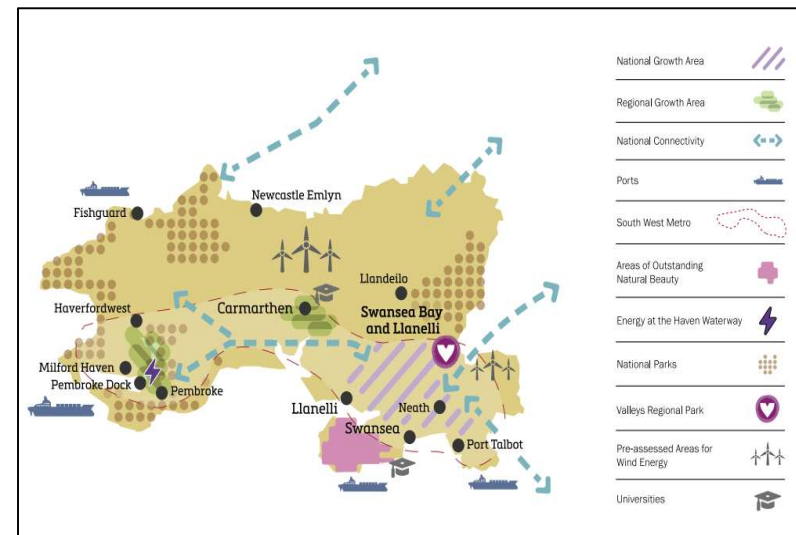 Fishguard
Newcastle Emlyn
Llandeilo
Haverfordwest
Carmarthen
Swansea Bay
and Llanelli
Milford Haven
Pembroke Dock
Pembroke
Llanelli
Neath
Swansea
Port Talbot
National Growth Area
Regional Growth Area
National Connectivity
Ports
South West Metro
Areas of Outstanding
Natural Beauty
Energy at the Haven Waterway
National Parks
Valleys Regional Park
Pre-assessed Areas for
Wind Energy
Universities